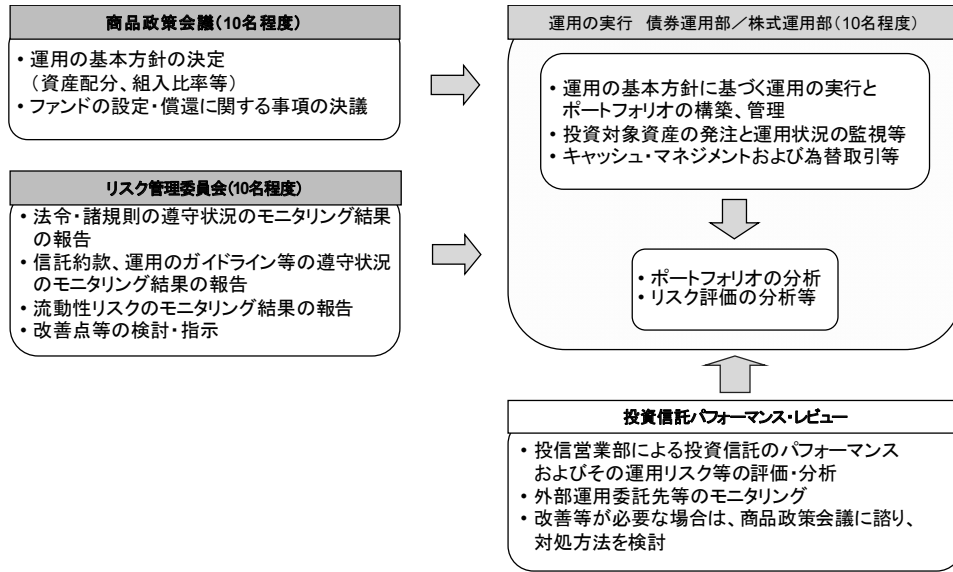 商品政策会議(10名程度)
・運用の基本方針の決定
(資産配分、組入比率等)
・ファンドの設定・償還に関する事項の決議
リスク管理委員会(10名程度)
・法令・諸規則の遵守状況のモニタリング結果
の報告
・信託約款、運用のガイドライン等の遵守状況
のモニタリング結果の報告
・流動性リスクのモニタリング結果の報告
・改善点等の検討・指示
運用の実行 債券運用部/株式運用部(10名程度)
・運用の基本方針に基づく運用の実行と
ポートフォリオの構築、管理
・投資対象資産の発注と運用状況の監視等
・キャッシュ・マネジメントおよび為替取引等
・ポートフォリオの分析
・リスク評価の分析等
投資信託パフォーマンス・レビュー
・投信営業部による投資信託のパフォーマンス
およびその運用リスク等の評価・分析
・外部運用委託先等のモニタリング
・改善等が必要な場合は、商品政策会議に諮り、
対処方法を検討